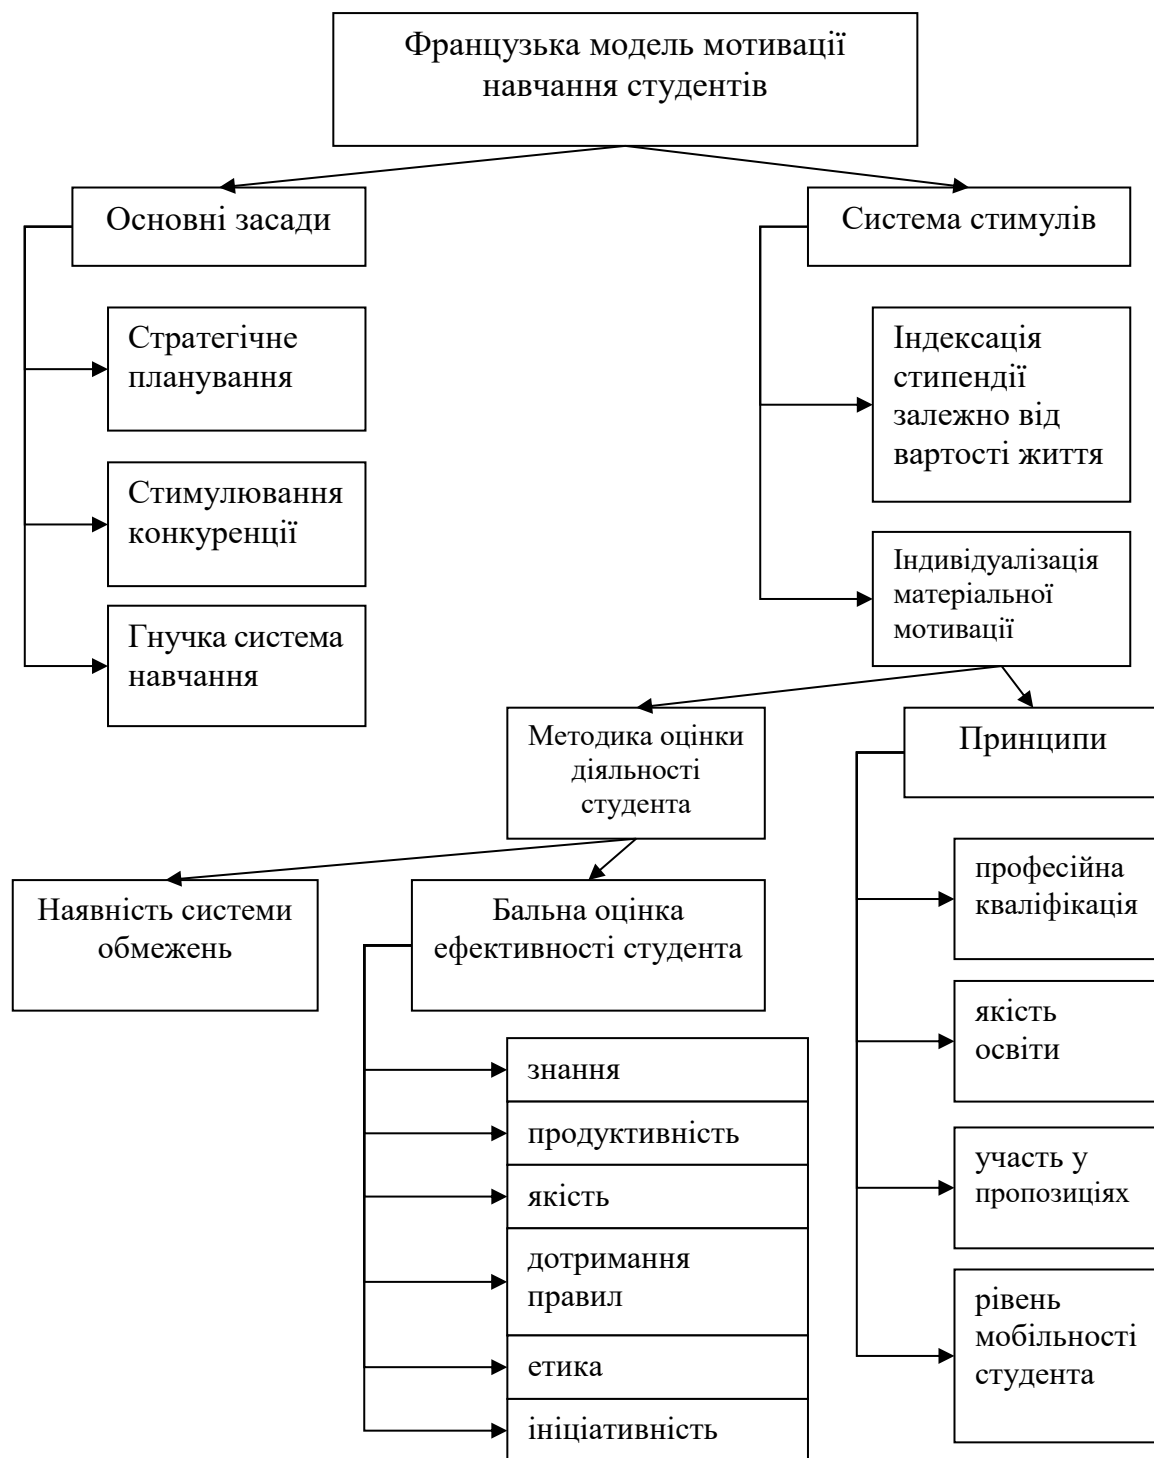 Французька модель мотивації
навчання студентів
Основні засади
Система стимулів
Стратегічне
планування
Індексація
стипендії
залежно від
вартості життя
Стимулювання
конкуренції
Індивідуалізація
матеріальної
мотивації
Гнучка система
навчання
Методика оцінки
діяльності
студента
Принципи
Наявність системи
обмежень
Бальна оцінка
ефективності студента
професійна
кваліфікація
якість
освіти
участь у
пропозиціях
рівень
мобільності
студента
знання
продуктивність
якість
дотримання
правил
етика
ініціативність